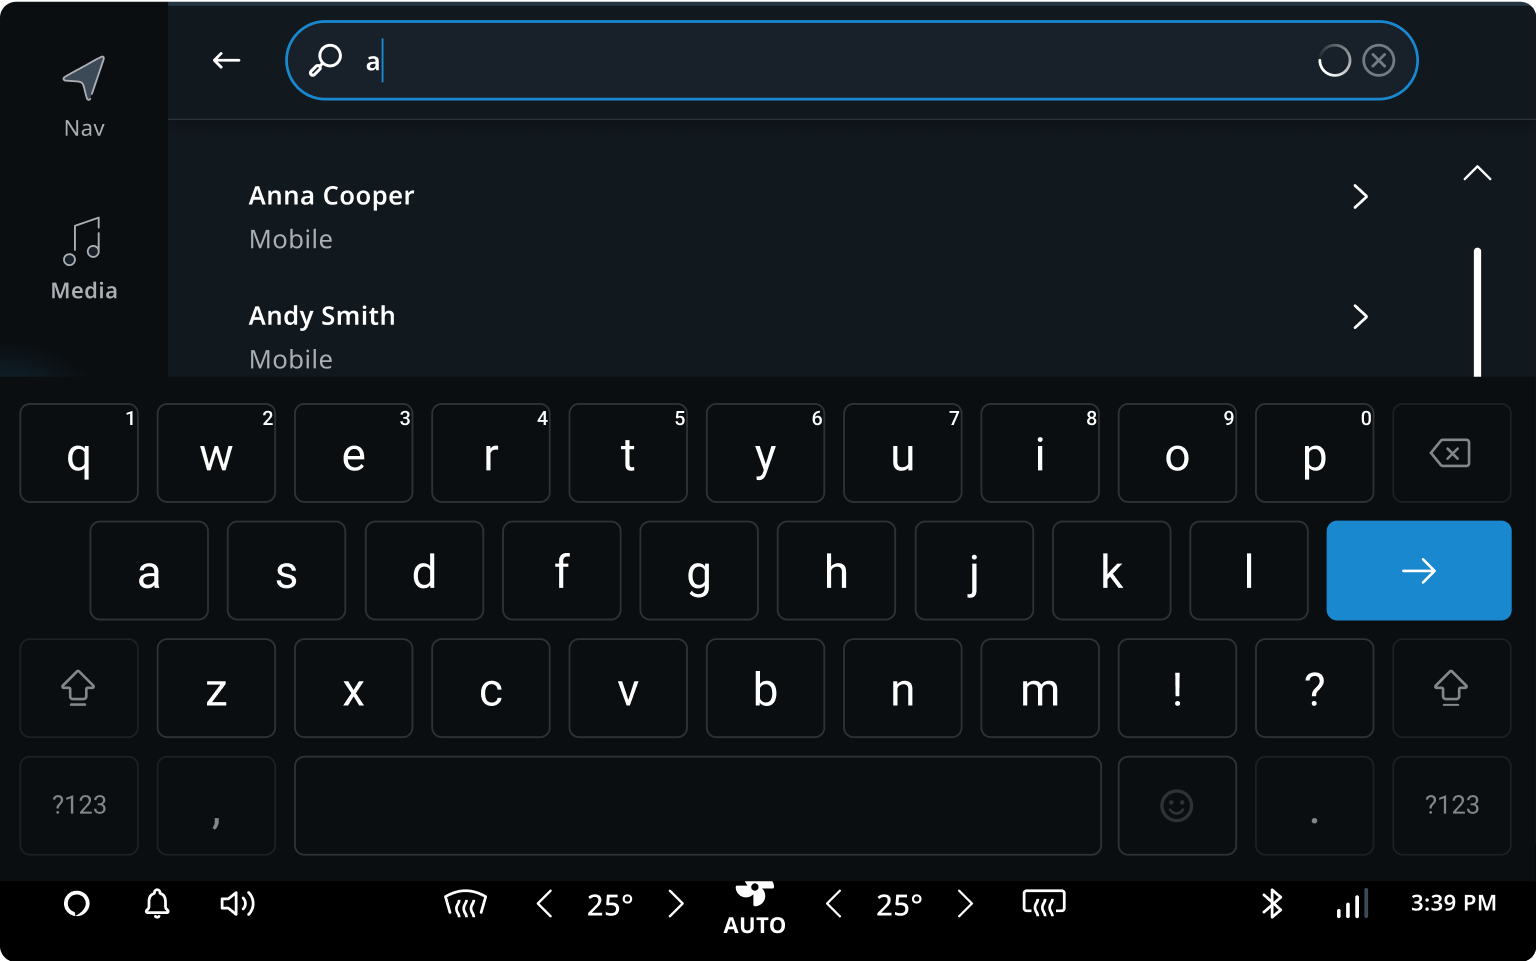 a
Nav
Media
Anna Cooper
Mobile
Andy Smith
Mobile
q 1 w 2 e 3 r 4 t 5 y 6 u 7 i 8 o 9 p 0
a s d f g h j k l
z x c v b n m ! ?
?123 , . ?123
25° AUTO 25° 3:39 PM